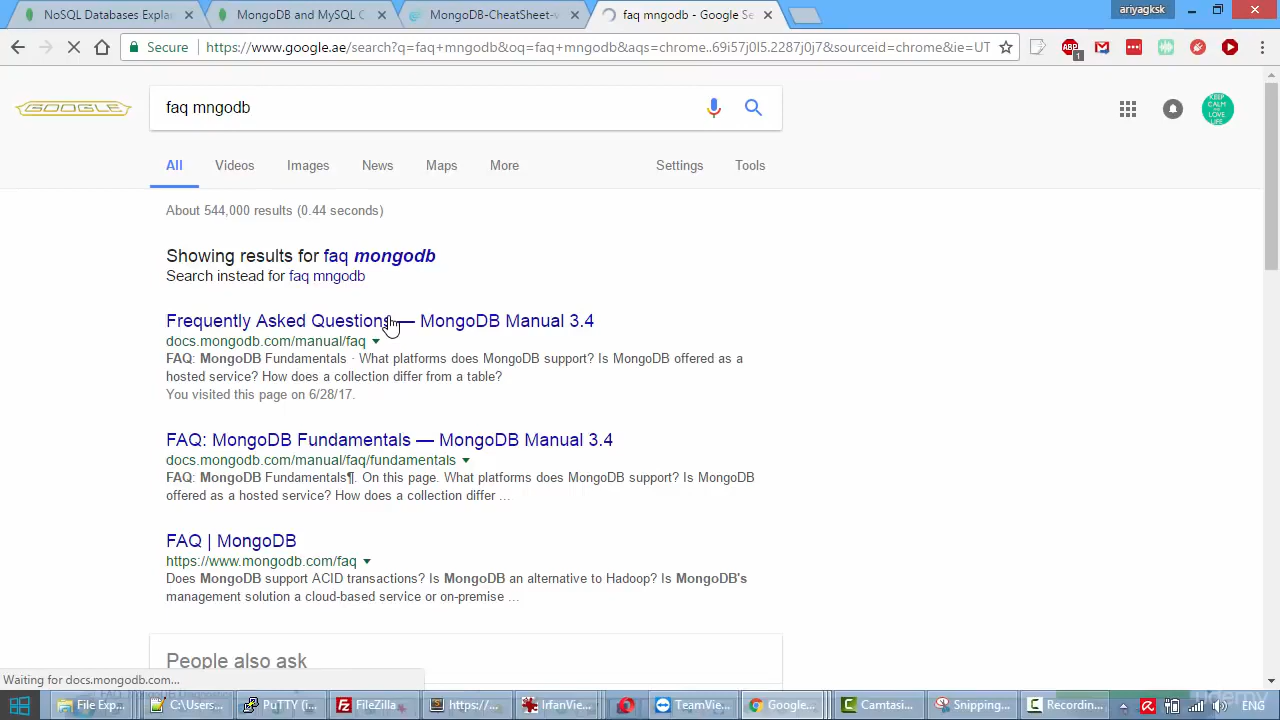 NoSQL Databases Explain
MongoDB and MySQL C
MongoDB-CheatSheet-v
faq mngodb - Google Se
ariyagksk
Secure
https://www.google.ae/search?q=faq+mngodb&oq=faq+mngodb&aqs=chrome..69i57j0l5.2287j0j7&sourceid=chrome&ie=UT
ABP
1
GOOGLE
faq mngodb
KEEP
CALM
LOVE
LIFE
All
Videos
Images
News
Maps
More
Settings
Tools
About 544,000 results (0.44 seconds)
Showing results for faq mongodb
Search instead for faq mngodb
Frequently Asked Questions — MongoDB Manual 3.4
docs.mongodb.com/manual/faq
FAQ: MongoDB Fundamentals · What platforms does MongoDB support? Is MongoDB offered as a
hosted service? How does a collection differ from a table?
You visited this page on 6/28/17.
FAQ: MongoDB Fundamentals — MongoDB Manual 3.4
docs.mongodb.com/manual/faq/fundamentals
FAQ: MongoDB Fundamentals¶. On this page. What platforms does MongoDB support? Is MongoDB
offered as a hosted service? How does a collection differ ...
FAQ | MongoDB
https://www.mongodb.com/faq
Does MongoDB support ACID transactions? Is MongoDB an alternative to Hadoop? Is MongoDB's
management solution a cloud-based service or on-premise ...
People also ask
Waiting for docs.mongodb.com...
File Exp...
C:\Users...
PuTTY (i...
FileZilla
https://...
IrfanVie...
TeamVie...
Google...
Camtasi...
Snipping...
Recordin...
ENG
udemy